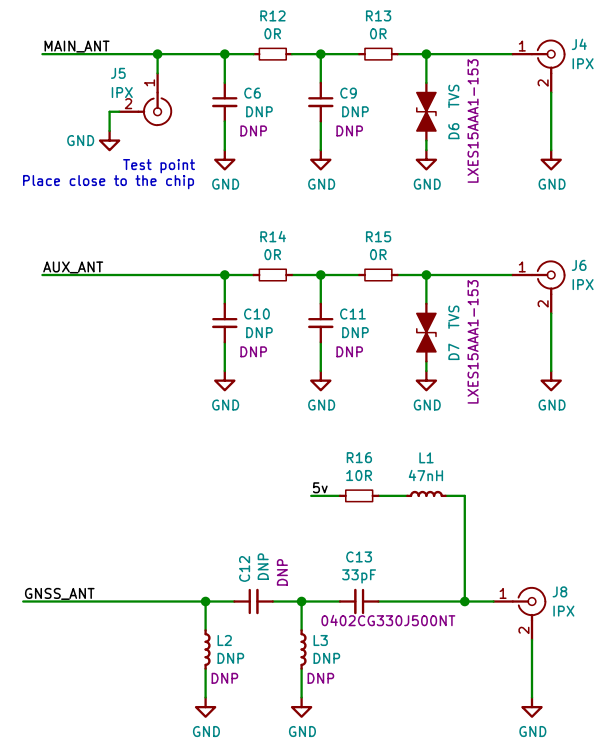 R12
0R
R13
0R
MAIN_ANT
1
J4
IPX
2
J5
IPX
1
2
GND
C6
DNP
DNP
C9
DNP
DNP
D6
TVS
LXES15AAA1-153
Test point
Place close to the chip
GND
GND
GND
GND
R14
0R
R15
0R
AUX_ANT
1
J6
IPX
2
C10
DNP
DNP
C11
DNP
DNP
D7
TVS
LXES15AAA1-153
GND
GND
GND
GND
R16
10R
L1
47nH
5v
C12
DNP
DNP
C13
33pF
GNSS_ANT
1
J8
IPX
2
0402CG330J500NT
L2
DNP
DNP
L3
DNP
DNP
GND
GND
GND